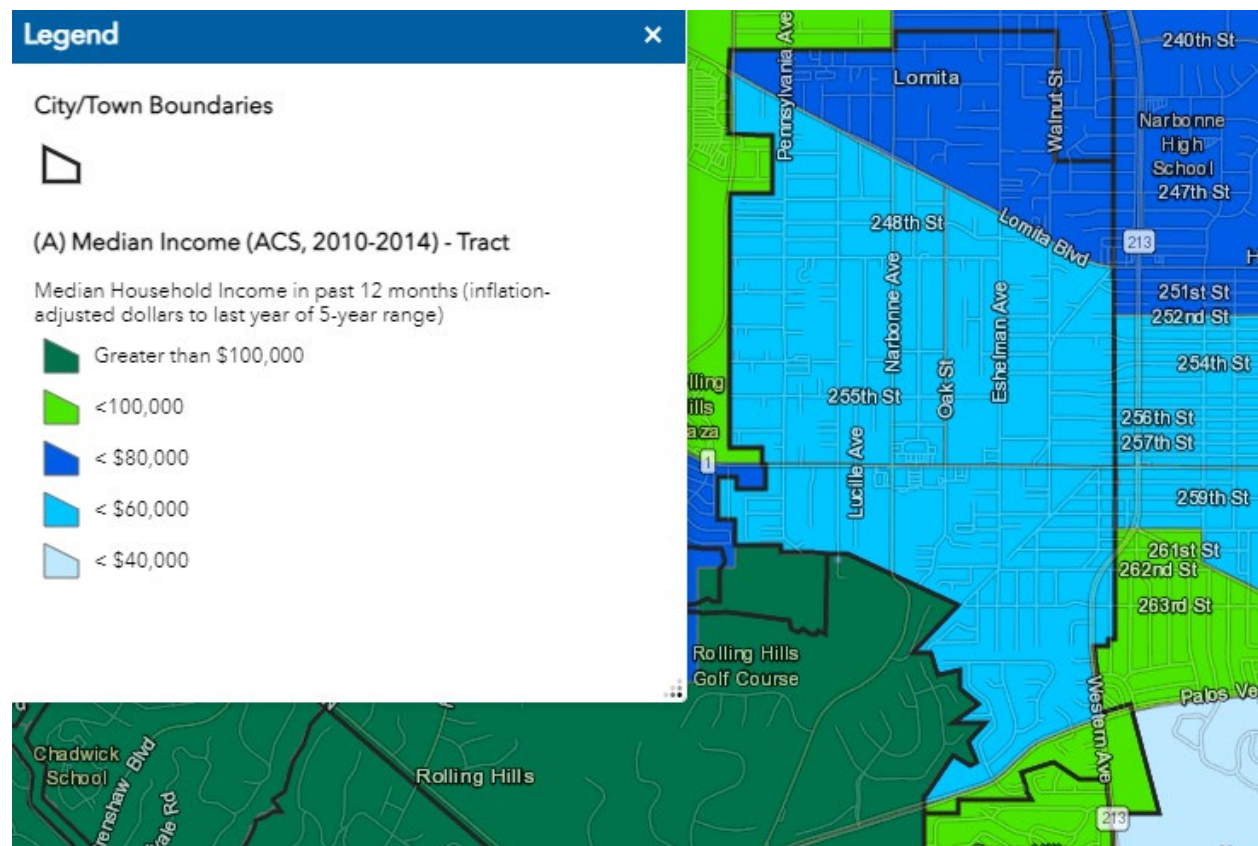 Legend
×
City/Town Boundaries
(A) Median Income (ACS, 2010-2014) - Tract
Median Household Income in past 12 months (inflation-
adjusted dollars to last year of 5-year range)
Greater than $100,000
<100,000
< $80,000
< $60,000
< $40,000
Pennsylvania Ave
Lomita
Walnut St
240th St
Narbonne
High
School
247th St
213
248th St
Lomita Blvd
251st St
252nd St
Narbonne Ave
Eshelman Ave
Oak St
254th St
255th St
256th St
257th St
Lucille Ave
1
259th St
261st St
262nd St
263rd St
Rolling Hills
Golf Course
Western Ave
Palos Ve
Chadwick
School
Rolling Hills
213